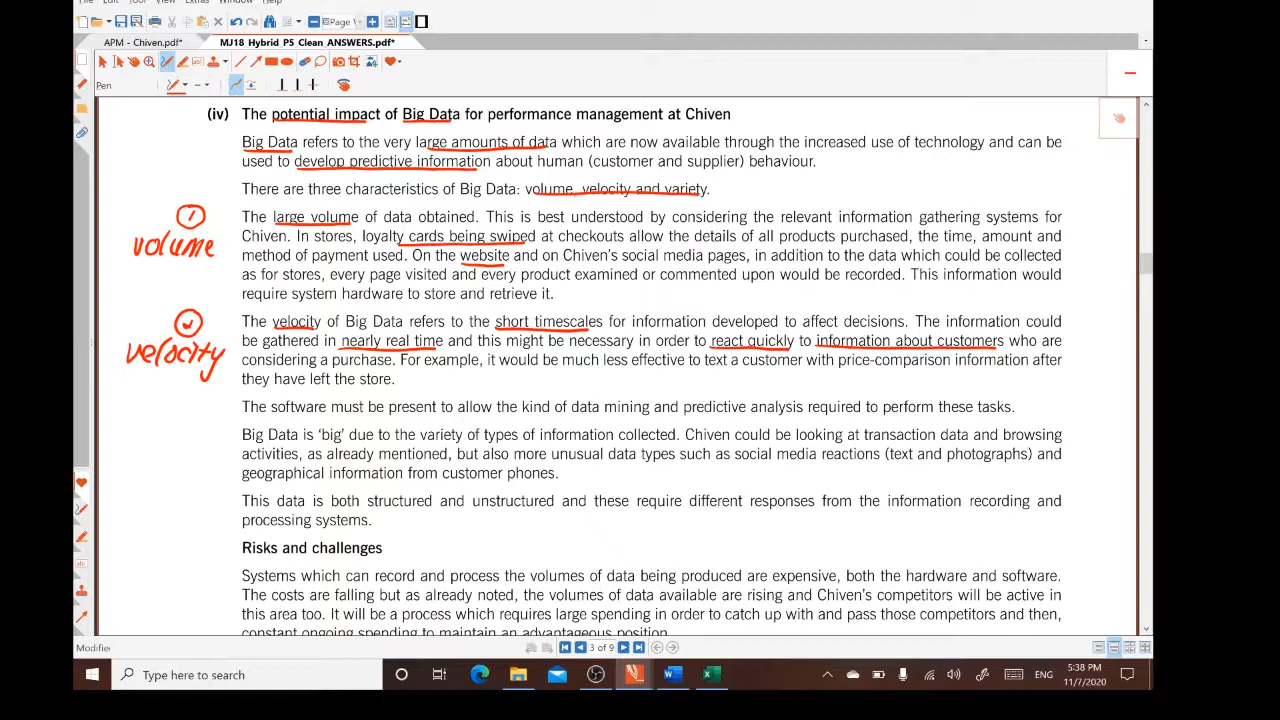 File Edit View Document Extras Window Help
Page V
APM - Chiven.pdf*
MJ18_Hybrid_P5_Clean_ANSWERS.pdf*
Pen
(iv) The potential impact of Big Data for performance management at Chiven
Big Data refers to the very large amounts of data which are now available through the increased use of technology and can be
used to develop predictive information about human (customer and supplier) behaviour.
There are three characteristics of Big Data: volume, velocity and variety.
1
volume
The large volume of data obtained. This is best understood by considering the relevant information gathering systems for
Chiven. In stores, loyalty cards being swiped at checkouts allow the details of all products purchased, the time, amount and
method of payment used. On the website and on Chiven's social media pages, in addition to the data which could be collected
as for stores, every page visited and every product examined or commented upon would be recorded. This information would
require system hardware to store and retrieve it.
velocity
The velocity of Big Data refers to the short timescales for information developed to affect decisions. The information could
be gathered in nearly real time and this might be necessary in order to react quickly to information about customers who are
considering a purchase. For example, it would be much less effective to text a customer with price-comparison information after
they have left the store.
The software must be present to allow the kind of data mining and predictive analysis required to perform these tasks.
Big Data is 'big' due to the variety of types of information collected. Chiven could be looking at transaction data and browsing
activities, as already mentioned, but also more unusual data types such as social media reactions (text and photographs) and
geographical information from customer phones.
This data is both structured and unstructured and these require different responses from the information recording and
processing systems.
Risks and challenges
Systems which can record and process the volumes of data being produced are expensive, both the hardware and software.
The costs are falling but as already noted, the volumes of data available are rising and Chiven's competitors will be active in
this area too. It will be a process which requires large spending in order to catch up with and pass those competitors and then,
constant ongoing spending to maintain an advantageous position.
Modifie
3 of 9
Type here to search
ENG
5:38 PM
11/7/2020